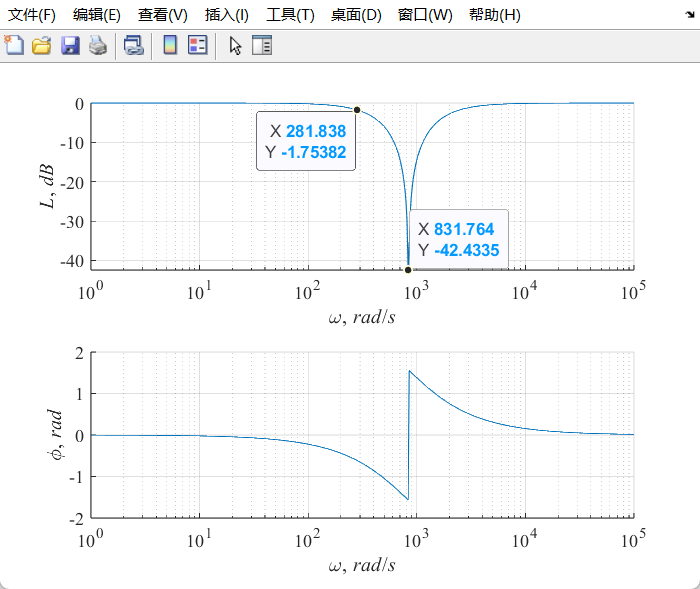 文件(F) 编辑(E) 查看(V) 插入(I) 工具(T) 桌面(D) 窗口(W) 帮助(H)
0
-10
-20
-30
-40
L, dB
X 281.838
Y -1.75382
X 831.764
Y -42.4335
10^0 10^1 10^2 10^3 10^4 10^5
ω, rad/s
2
1
0
-1
-2
ϕ, rad
10^0 10^1 10^2 10^3 10^4 10^5
ω, rad/s